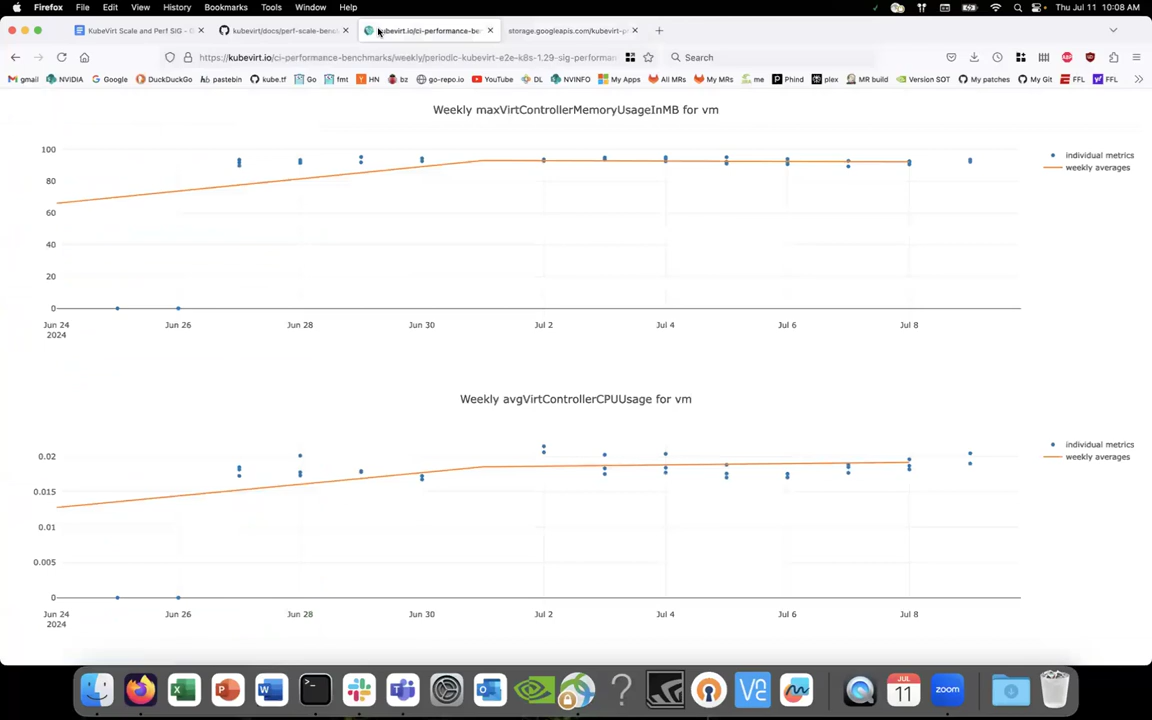 Firefox File Edit View History Bookmarks Tools Window Help Thu Jul 11 10:08 AM
KubeVirt Scale and Perf SIG - kubevirt/docs/perf-scale-benc kubevirt.io/ci-performance-be storage.googleapis.com/kubevirt-p
https://kubevirt.io/ci-performance-benchmarks/weekly/periodic-kubevirt-e2e-k8s-1.29-sig-performan Search
gmail NVIDIA Google DuckDuckGo pastebin kube.tf Go fmt HN bz go-repo.io YouTube DL NVINFO My Apps All MRs My MRs me Phind plex MR build Version SOT My patches My Git FFL FFL
Weekly maxVirtControllerMemoryUsageInMB for vm
100
80
60
40
20
0
individual metrics
weekly averages
Jun 24 Jun 26 Jun 28 Jun 30 Jul 2 Jul 4 Jul 6 Jul 8
2024
Weekly avgVirtControllerCPUUsage for vm
0.02
0.015
0.01
0.005
0
individual metrics
weekly averages
Jun 24 Jun 26 Jun 28 Jun 30 Jul 2 Jul 4 Jul 6 Jul 8
2024
JUL
11
zoom